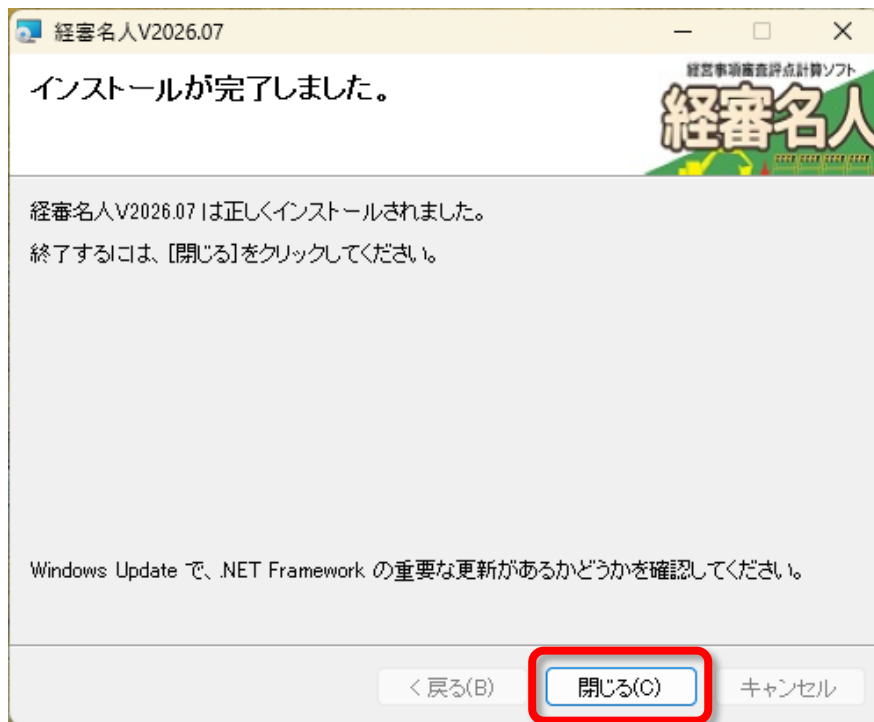 経審名人V2026.07
インストールが完了しました。
経営事項審査評点計算ソフト
経審名人
経審名人V2026.07 は正しくインストールされました。
終了するには、[閉じる]をクリックしてください。
Windows Update で、.NET Framework の重要な更新があるかどうかを確認してください。
< 戻る(B)
閉じる(C)
キャンセル